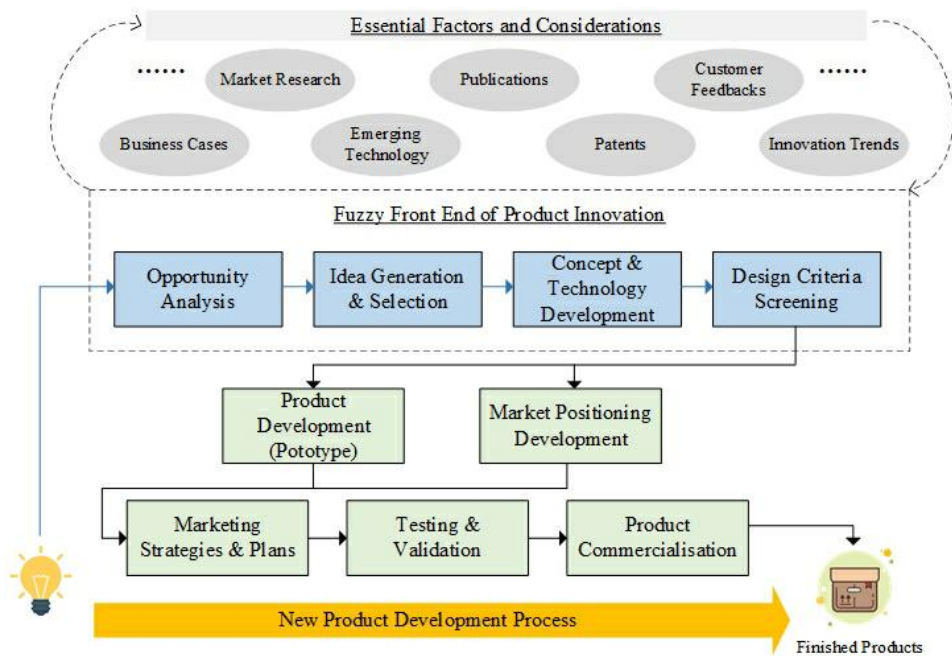 Essential Factors and Considerations
......
Market Research
Publications
Customer
Feedbacks
......
Business Cases
Emerging
Technology
Patents
Innovation Trends
Fuzzy Front End of Product Innovation
Opportunity
Analysis
Idea Generation
& Selection
Concept &
Technology
Development
Design Criteria
Screening
Product
Development
(Pototype)
Market Positioning
Development
Marketing
Strategies & Plans
Testing &
Validation
Product
Commercialisation
New Product Development Process
Finished Products